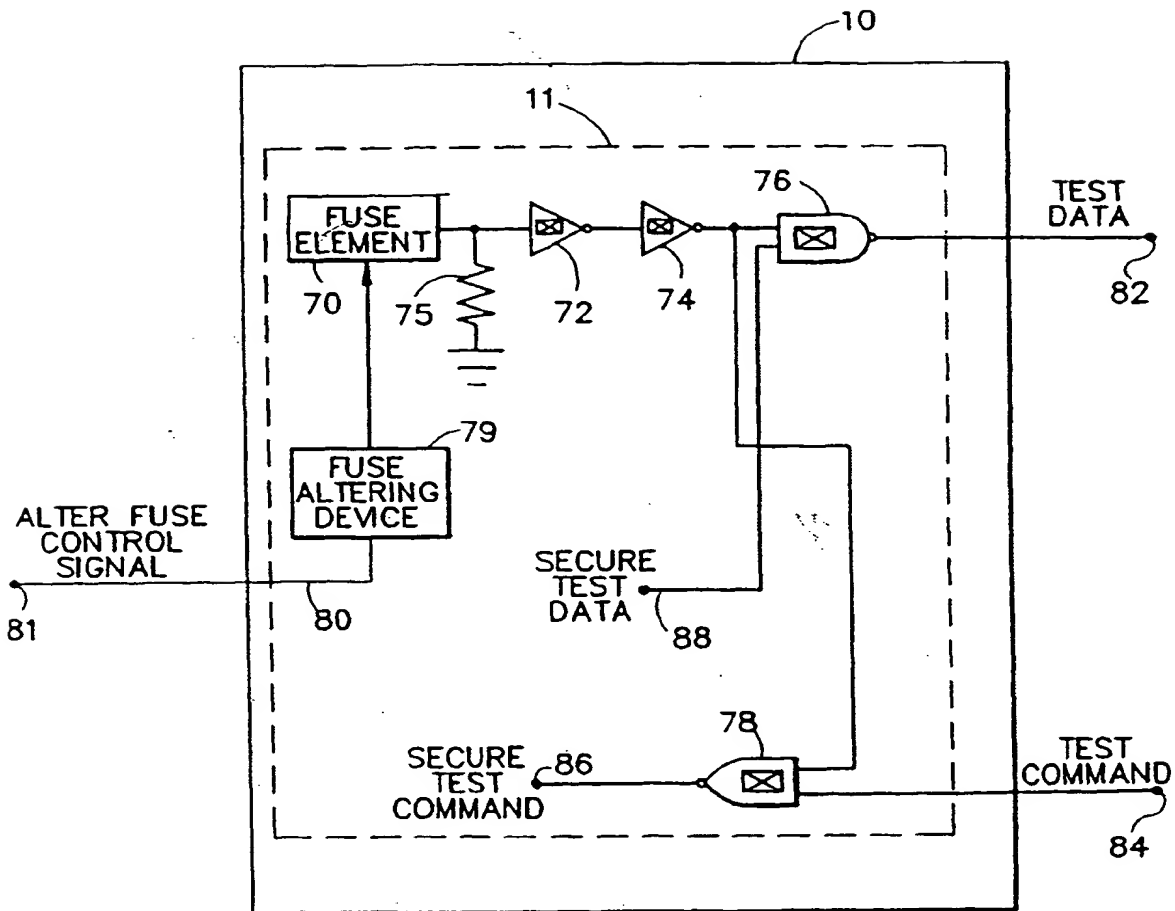 10
11
76
FUSE
ELEMENT
70
75
72
74
TEST
DATA
82
79
FUSE
ALTERING
DEVICE
ALTER FUSE
CONTROL
SIGNAL
81
80
SECURE
TEST
DATA
88
78
SECURE
TEST
COMMAND
86
TEST
COMMAND
84